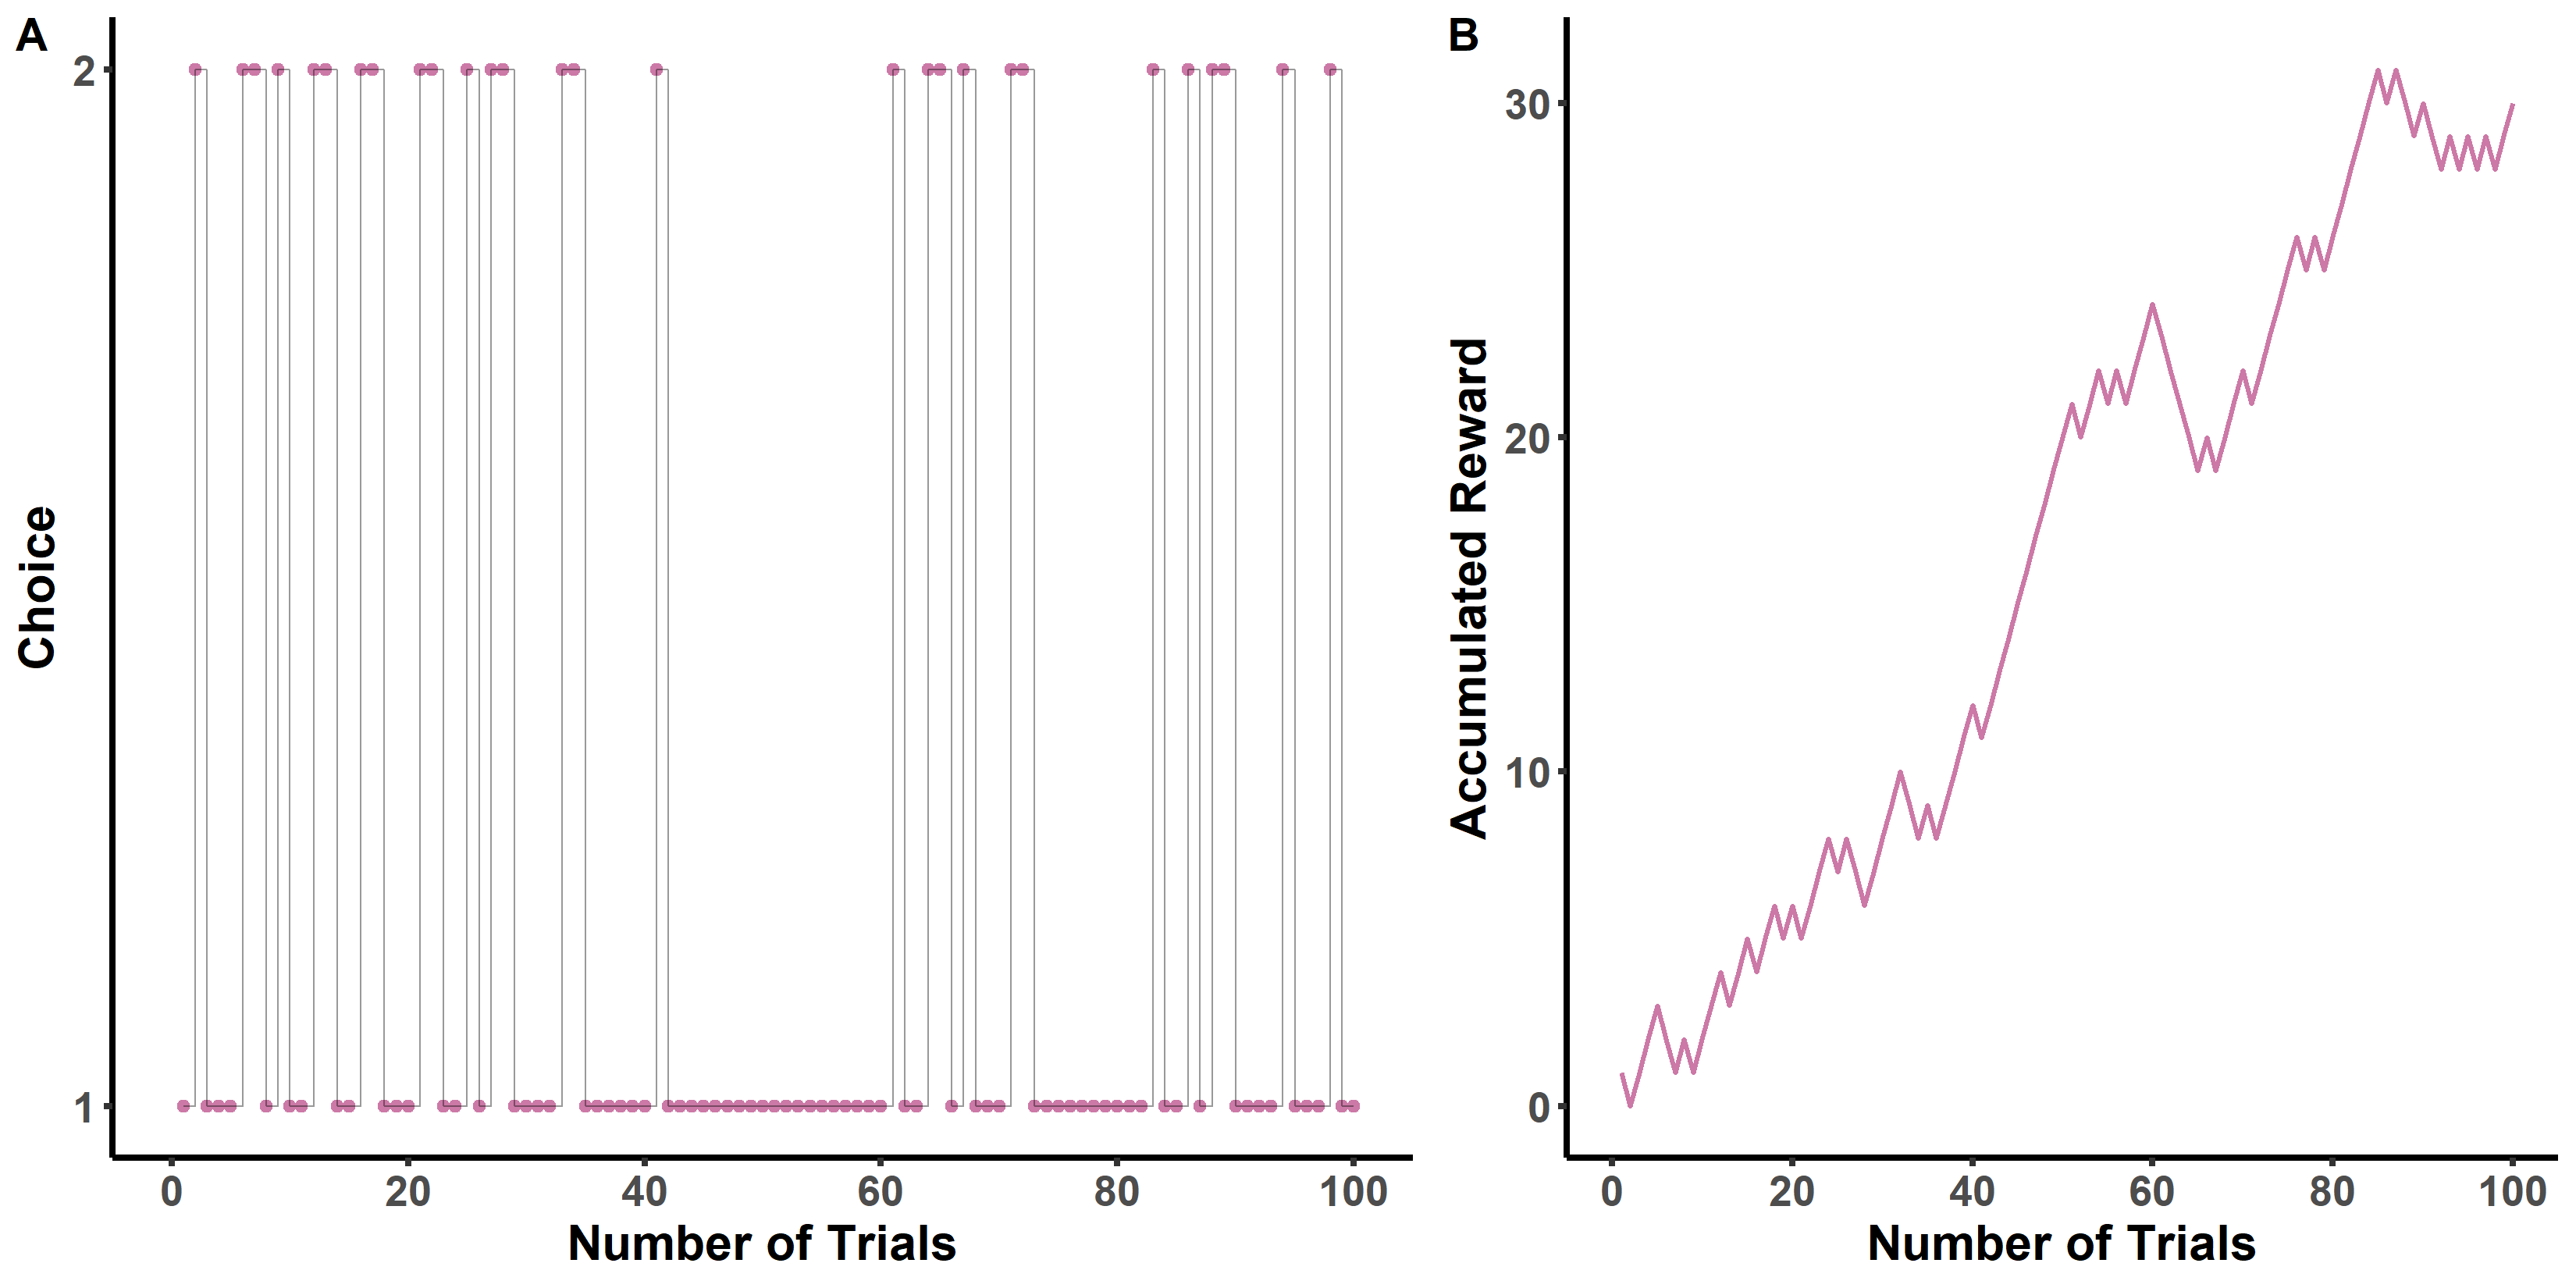 A
2
1
Choice
0 20 40 60 80 100
Number of Trials
B
30
20
10
0
Accumulated Reward
0 20 40 60 80 100
Number of Trials